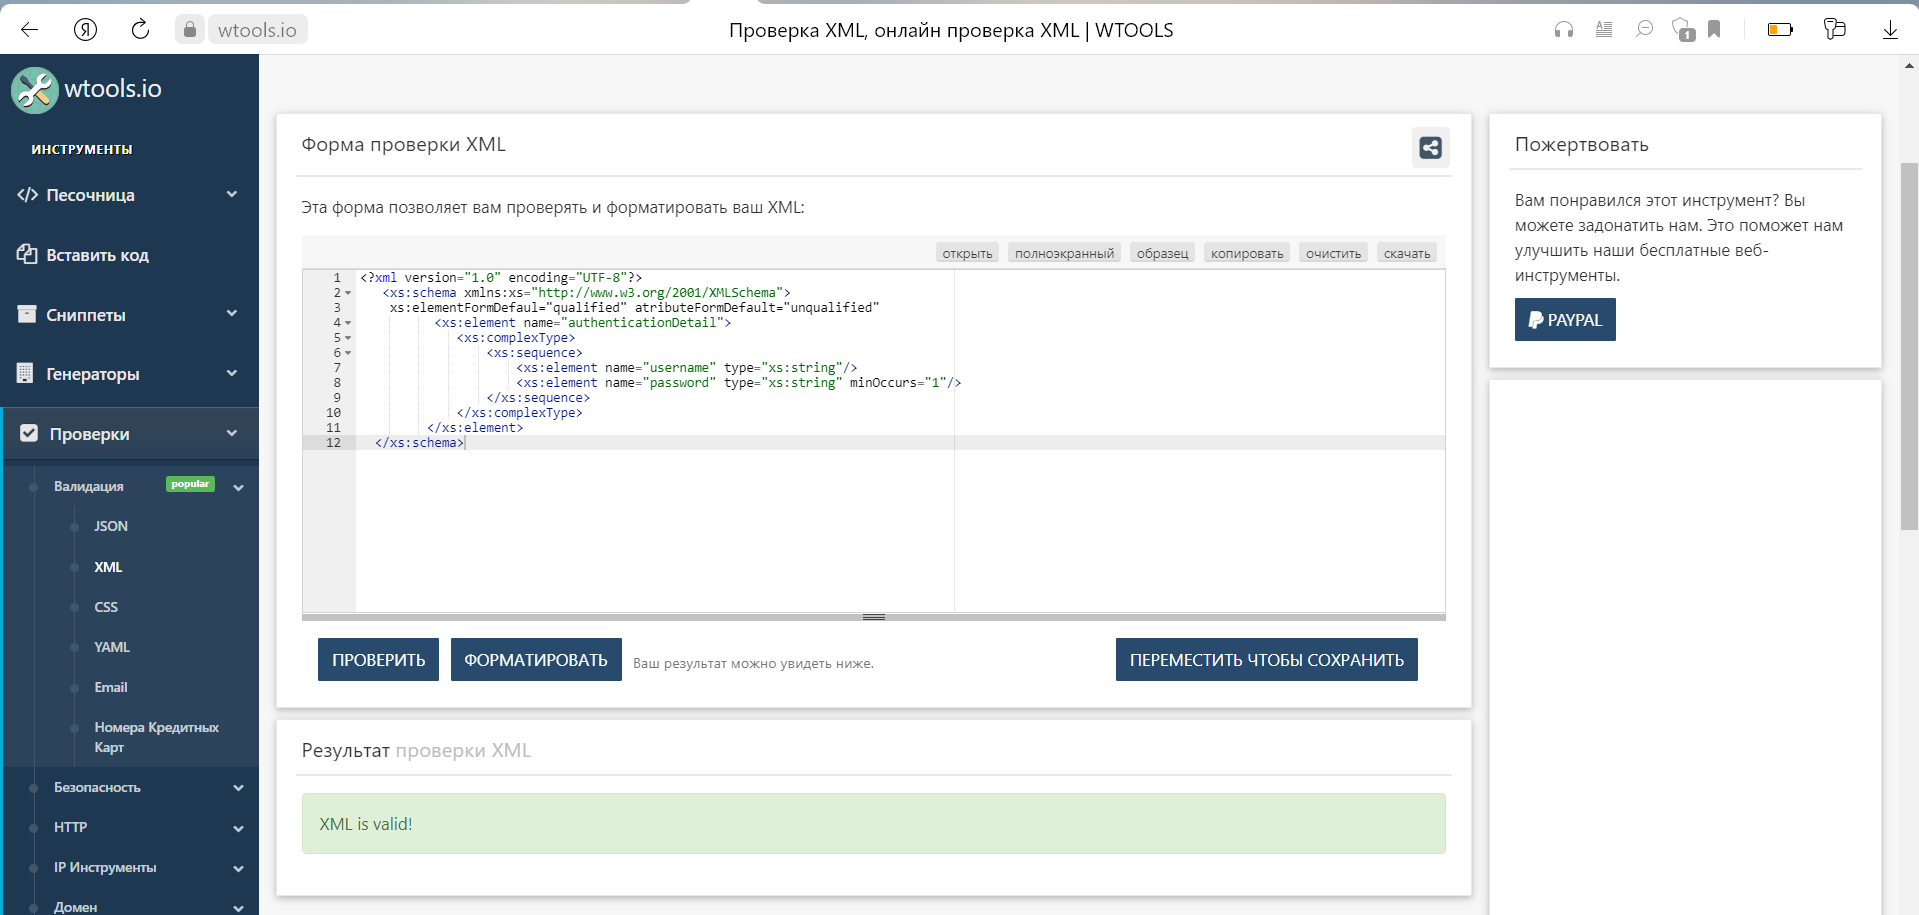 Я
wtools.io
Проверка XML, онлайн проверка XML | WTOOLS
1
wtools.io
ИНСТРУМЕНТЫ
Песочница
Вставить код
Сниппеты
Генераторы
Проверки
Валидация
popular
JSON
XML
CSS
YAML
Email
Номера Кредитных
Карт
Безопасность
HTTP
IP Инструменты
Домен
Форма проверки XML
Эта форма позволяет вам проверять и форматировать ваш XML:
открыть полноэкранный образец копировать очистить скачать
1 <?xml version="1.0" encoding="UTF-8"?>
2 <xs:schema xmlns:xs="http://www.w3.org/2001/XMLSchema">
3 xs:elementFormDefaul="qualified" atributeFormDefault="unqualified"
4 <xs:element name="authenticationDetail">
5 <xs:complexType>
6 <xs:sequence>
7 <xs:element name="username" type="xs:string"/>
8 <xs:element name="password" type="xs:string" minOccurs="1"/>
9 </xs:sequence>
10 </xs:complexType>
11 </xs:element>
12 </xs:schema>
ПРОВЕРИТЬ ФОРМАТИРОВАТЬ Ваш результат можно увидеть ниже. ПЕРЕМЕСТИТЬ ЧТОБЫ СОХРАНИТЬ
Результат проверки XML
XML is valid!
Пожертвовать
Вам понравился этот инструмент? Вы
можете задонатить нам. Это поможет нам
улучшить наши бесплатные веб-
инструменты.
PAYPAL